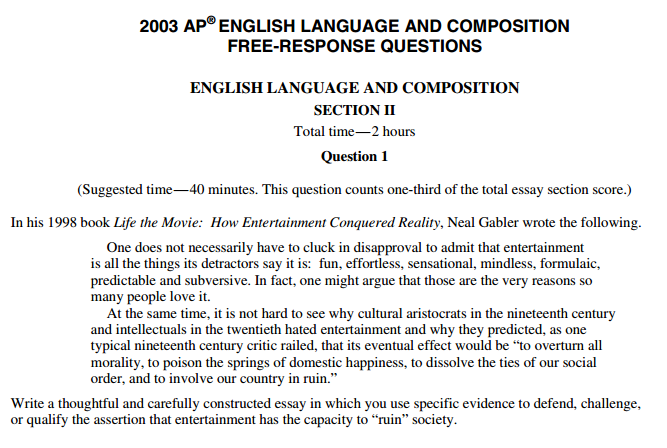 2003 AP® ENGLISH LANGUAGE AND COMPOSITION
FREE-RESPONSE QUESTIONS
ENGLISH LANGUAGE AND COMPOSITION
SECTION II
Total time—2 hours
Question 1
(Suggested time—40 minutes. This question counts one-third of the total essay section score.)
In his 1998 book Life the Movie: How Entertainment Conquered Reality, Neal Gabler wrote the following.
One does not necessarily have to cluck in disapproval to admit that entertainment
is all the things its detractors say it is: fun, effortless, sensational, mindless, formulaic,
predictable and subversive. In fact, one might argue that those are the very reasons so
many people love it.
At the same time, it is not hard to see why cultural aristocrats in the nineteenth century
and intellectuals in the twentieth hated entertainment and why they predicted, as one
typical nineteenth century critic railed, that its eventual effect would be “to overturn all
morality, to poison the springs of domestic happiness, to dissolve the ties of our social
order, and to involve our country in ruin.”
Write a thoughtful and carefully constructed essay in which you use specific evidence to defend, challenge,
or qualify the assertion that entertainment has the capacity to “ruin” society.